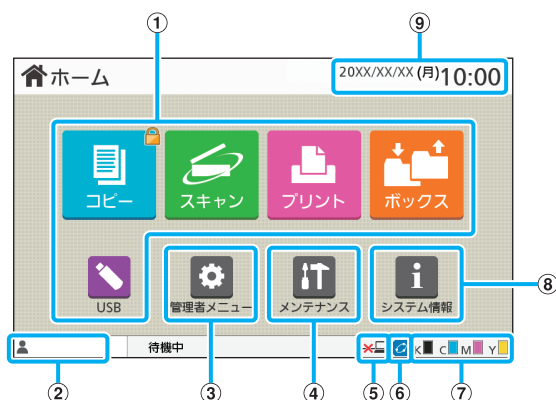 ① ⑨
ホーム
20XX/XX/XX (月)10:00
コピー スキャン プリント ボックス
USB 管理者メニュー メンテナンス システム情報 ⑧
待機中 K C M Y
② ③ ④ ⑤ ⑥ ⑦